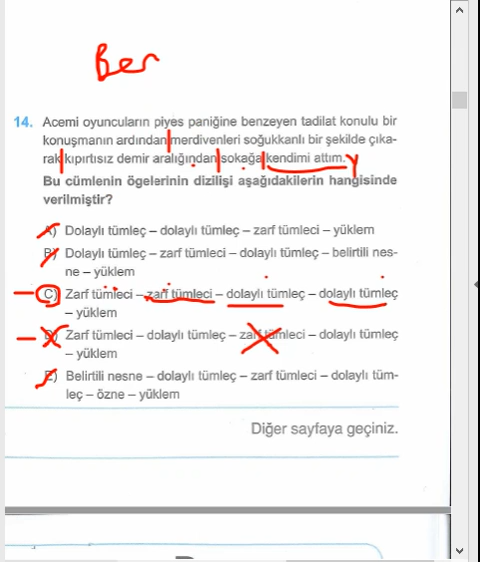 Ben
14. Acemi oyuncuların piyes paniğine benzeyen tadilat konulu bir
konuşmanın ardından merdivenleri soğukkanlı bir şekilde çıka-
rak kıpırtısız demir aralığından sokağa kendimi attım.
Bu cümlenin ögelerinin dizilişi aşağıdakilerin hangisinde
verilmiştir?
A) Dolaylı tümleç – dolaylı tümleç – zarf tümleci – yüklem
B) Dolaylı tümleç – zarf tümleci – dolaylı tümleç – belirtili nes-
ne – yüklem
C) Zarf tümleci – zarf tümleci – dolaylı tümleç – dolaylı tümleç
– yüklem
D) Zarf tümleci – dolaylı tümleç – zarf tümleci – dolaylı tümleç
– yüklem
E) Belirtili nesne – dolaylı tümleç – zarf tümleci – dolaylı tüm-
leç – özne – yüklem
Diğer sayfaya geçiniz.